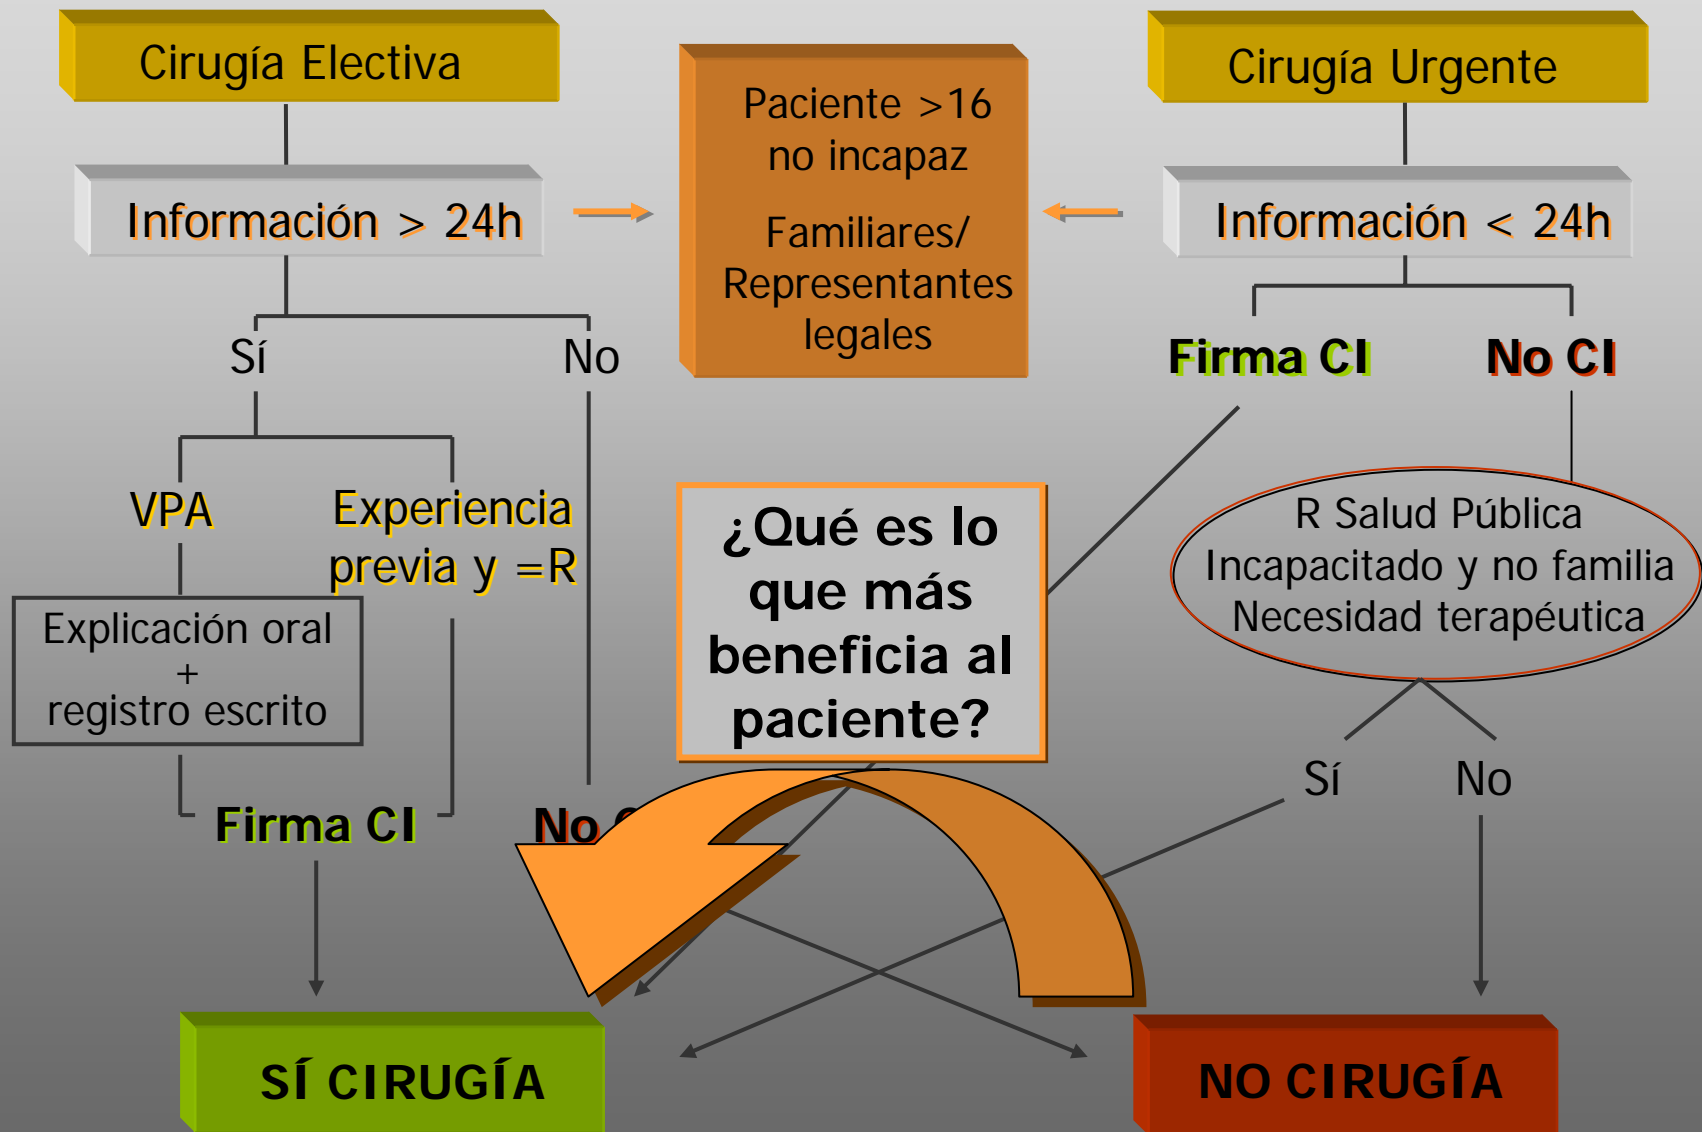 Cirugía Electiva
Información > 24h
Sí
No
VPA
Experiencia
previa y =R
Explicación oral
+
registro escrito
Firma CI
No
SÍ CIRUGÍA
Paciente >16
no incapaz
Familiares/
Representantes
legales
¿Qué es lo
que más
beneficia al
paciente?
Cirugía Urgente
Información < 24h
Firma CI
No CI
R Salud Pública
Incapacitado y no familia
Necesidad terapéutica
Sí
No
NO CIRUGÍA